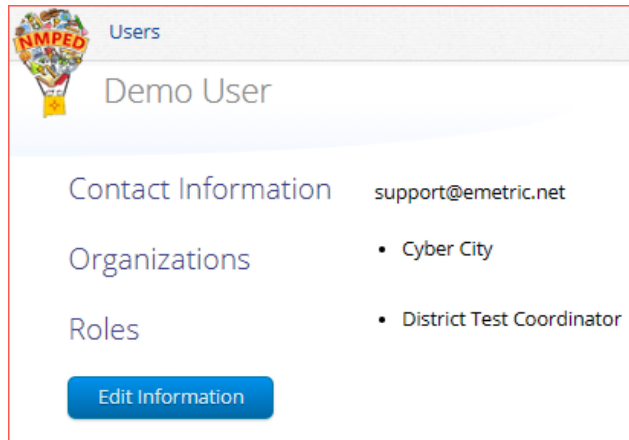 NMPED
Users
Demo User
Contact Information support@emetric.net
Organizations • Cyber City
Roles • District Test Coordinator
Edit Information